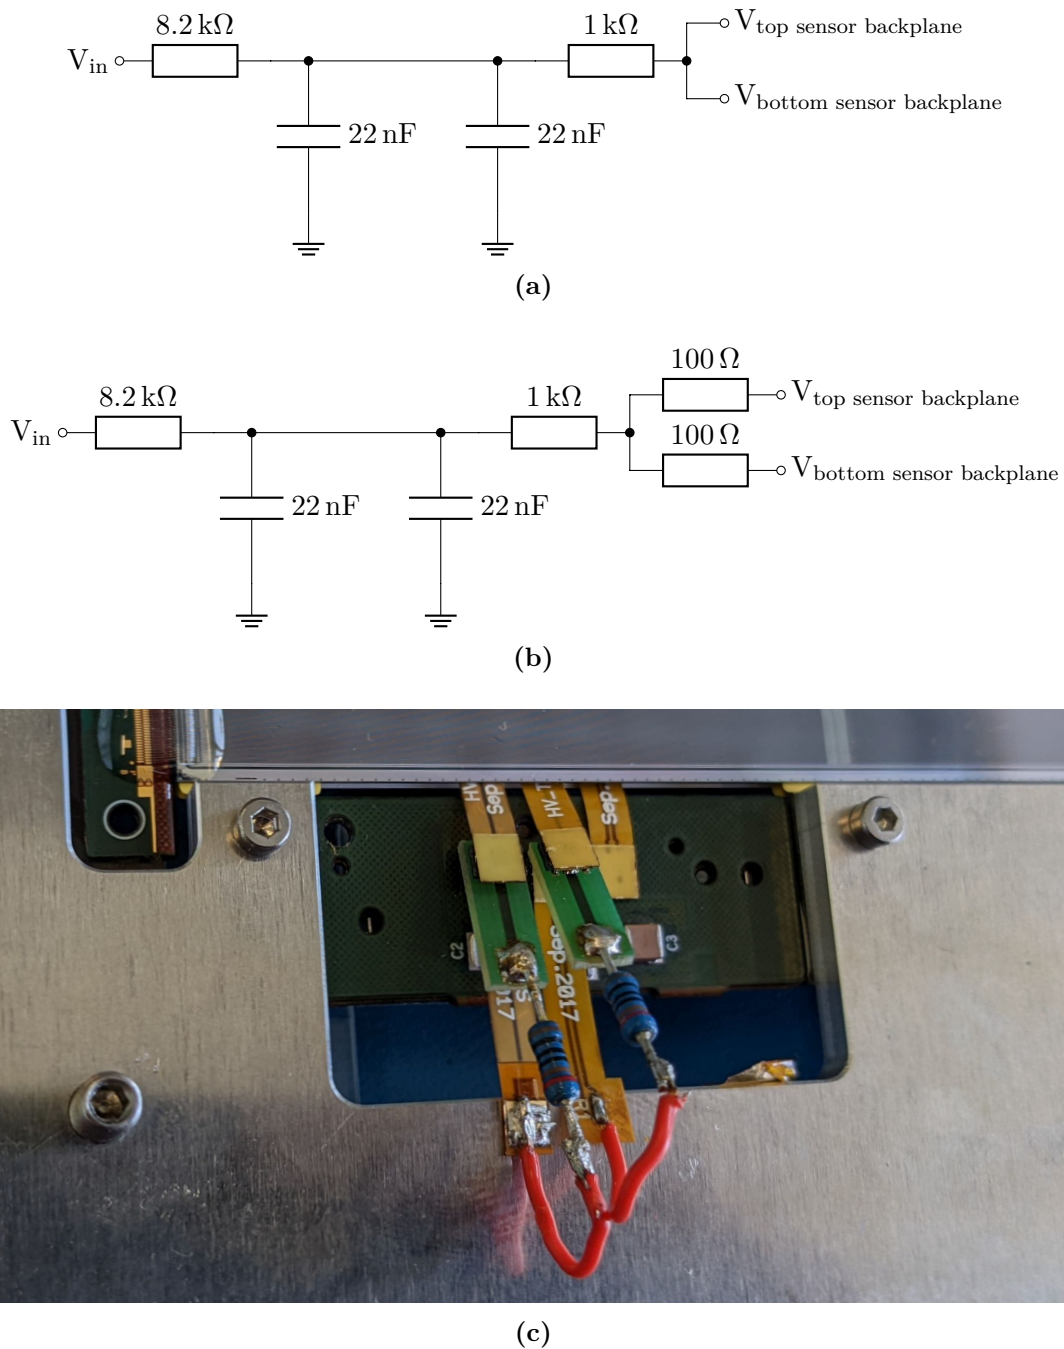 8.2 kΩ
1 kΩ
V_in
V_top sensor backplane
V_bottom sensor backplane
22 nF
22 nF
(a)
100 Ω
8.2 kΩ
1 kΩ
V_in
V_top sensor backplane
100 Ω
V_bottom sensor backplane
22 nF
22 nF
(b)
HV
Sep
HV-T
Sep.
C2
Sep.2017
C3
017
(c)